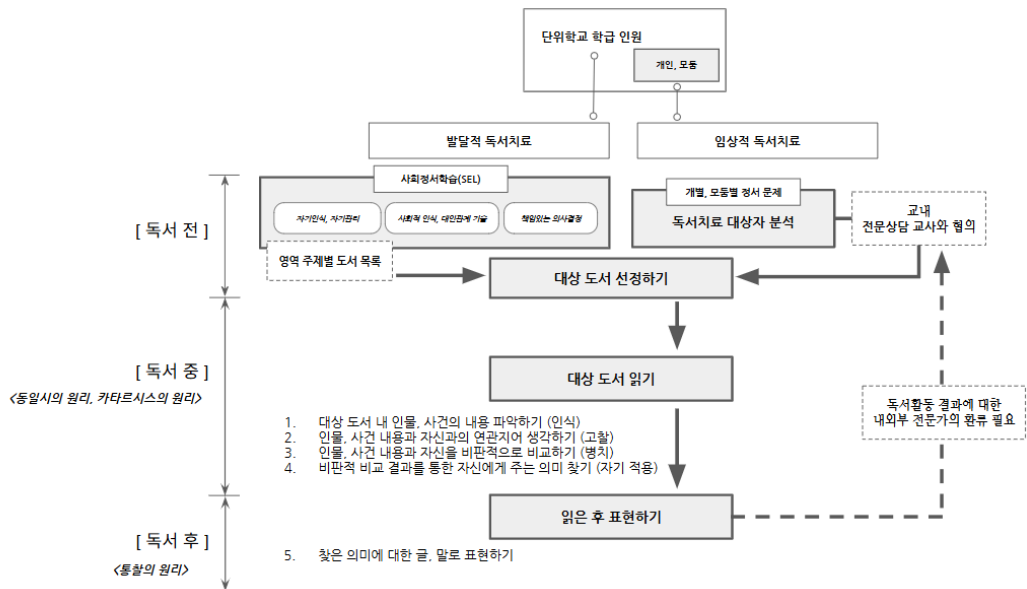 단위학교 학급 인원
개인, 모둠
발달적 독서치료
임상적 독서치료
사회정서학습(SEL)
개별, 모둠별 정서 문제
자기인식, 자기관리
사회적 인식, 대인관계 기술
책임있는 의사결정
독서치료 대상자 분석
교내
전문상담 교사와 협의
[ 독서 전 ]
영역 주제별 도서 목록
대상 도서 선정하기
[ 독서 중 ]
<동일시의 원리, 카타르시스의 원리>
대상 도서 읽기
독서활동 결과에 대한
내외부 전문가의 환류 필요
1. 대상 도서 내 인물, 사건의 내용 파악하기 (인식)
2. 인물, 사건 내용과 자신과의 연관지어 생각하기 (고찰)
3. 인물, 사건 내용과 자신을 비판적으로 비교하기 (병치)
4. 비판적 비교 결과를 통한 자신에게 주는 의미 찾기 (자기 적용)
읽은 후 표현하기
[ 독서 후 ]
<통찰의 원리>
5. 찾은 의미에 대한 글, 말로 표현하기